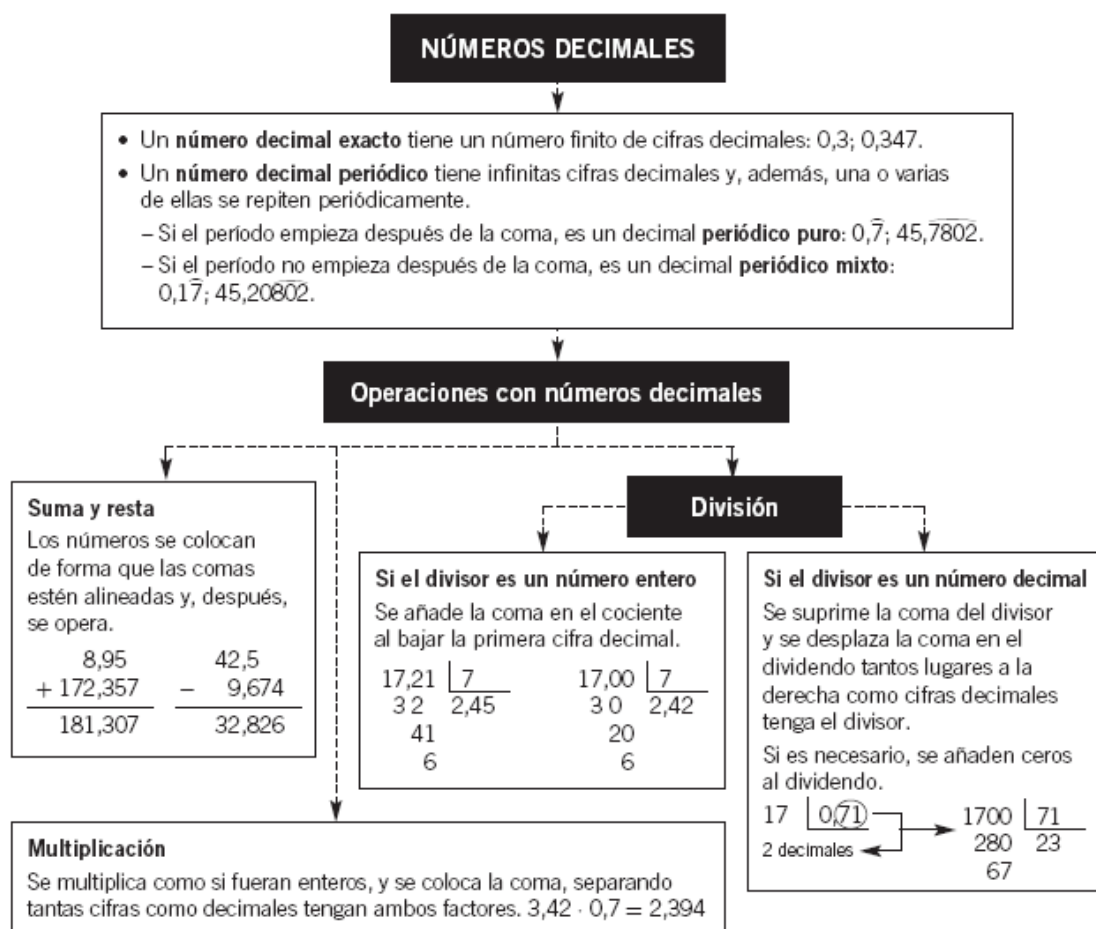 NÚMEROS DECIMALES
• Un número decimal exacto tiene un número finito de cifras decimales: 0,3; 0,347.
• Un número decimal periódico tiene infinitas cifras decimales y, además, una o varias
de ellas se repiten periódicamente.
– Si el período empieza después de la coma, es un decimal periódico puro: 0,7̑; 45,7802.
– Si el período no empieza después de la coma, es un decimal periódico mixto:
0,17̑; 45,20802.
Operaciones con números decimales
Suma y resta
Los números se colocan
de forma que las comas
estén alineadas y, después,
se opera.
8,95 42,5
+ 172,357 – 9,674
181,307 32,826
División
Si el divisor es un número entero
Se añade la coma en el cociente
al bajar la primera cifra decimal.
17,21 7 17,00 7
3 2 2,45 3 0 2,42
41 20
6 6
Si el divisor es un número decimal
Se suprime la coma del divisor
y se desplaza la coma en el
dividendo tantos lugares a la
derecha como cifras decimales
tenga el divisor.
Si es necesario, se añaden ceros
al dividendo.
17 0,71 1700 71
2 decimales 280 23
67
Multiplicación
Se multiplica como si fueran enteros, y se coloca la coma, separando
tantas cifras como decimales tengan ambos factores. 3,42 · 0,7 = 2,394